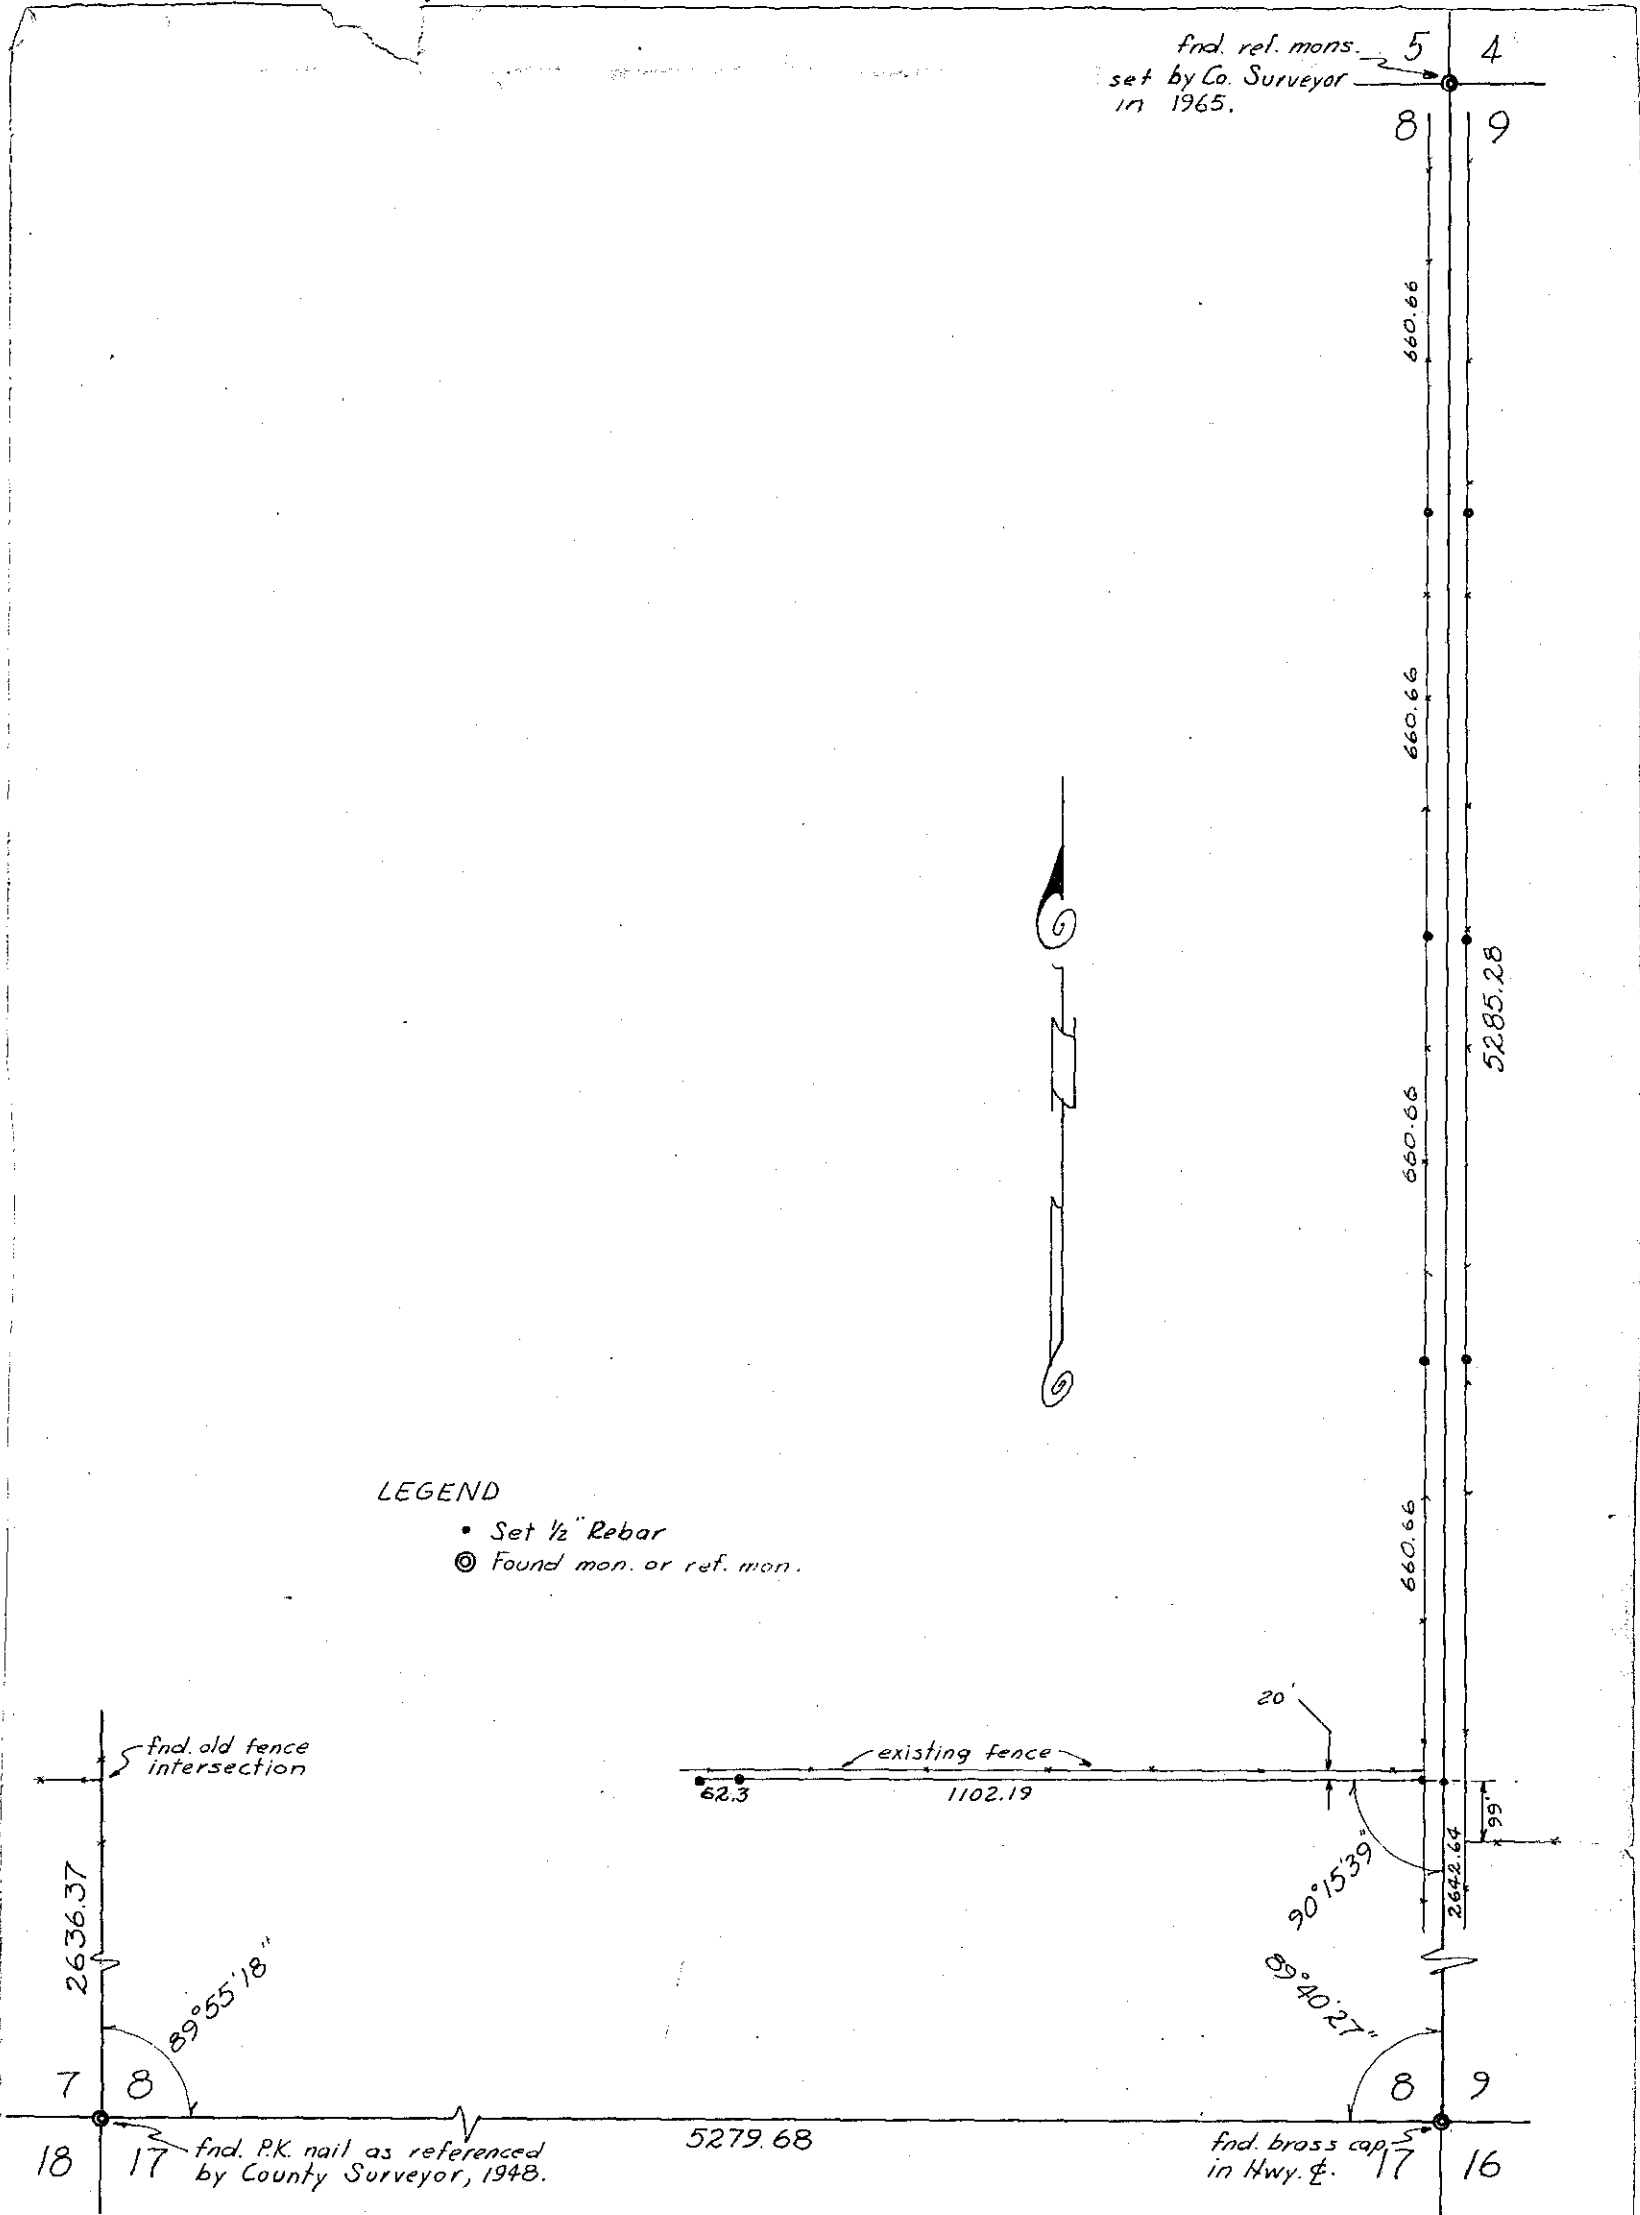 fnd. ref. mons.
set by Co. Surveyor
in 1965.
5 4
8 9
660.66
660.66
5285.28
660.66
660.66
LEGEND
• Set 1/2" Rebar
◎ Found mon. or ref. mon.
20'
fnd. old fence
intersection
existing fence
62.3
1102.19
99'
90°15'39"
2642.64
2636.37
89°55'18"
89°40'27"
7 8
8 9
5279.68
18 17
fnd. P.K. nail as referenced
by County Surveyor, 1948.
fnd. brass cap
in Hwy. ℄.
17 16